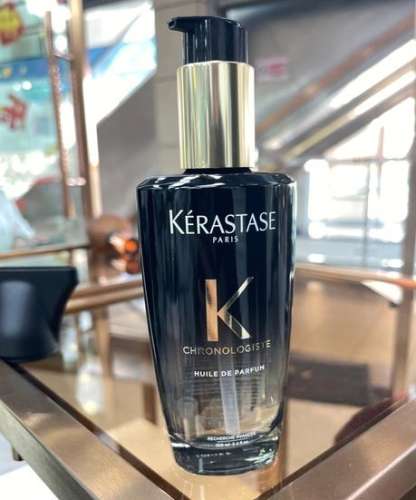 KÉRASTASE
PARIS
K
CHRONOLOGISTE
HUILE DE PARFUM